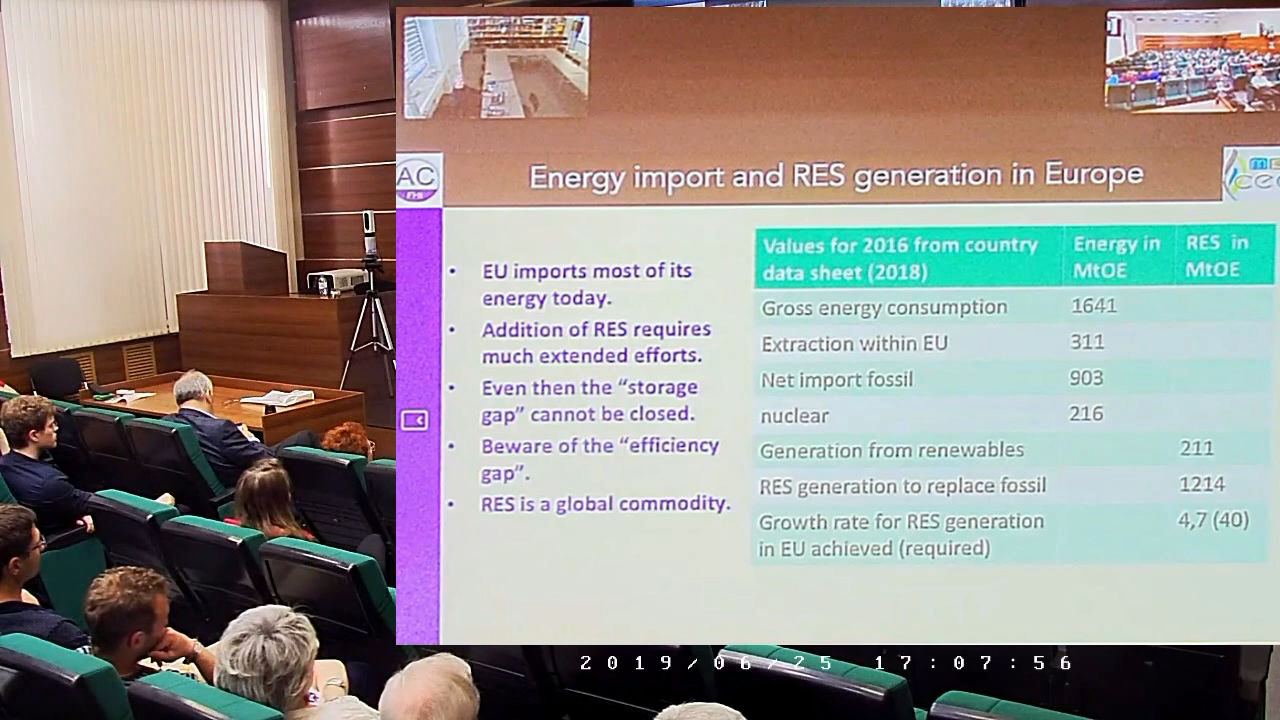 AC
FHI
Energy import and RES generation in Europe
• EU imports most of its
energy today.
• Addition of RES requires
much extended efforts.
• Even then the “storage
gap” cannot be closed.
• Beware of the “efficiency
gap”.
• RES is a global commodity.
Values for 2016 from country
data sheet (2018)
Energy in
MtOE
RES in
MtOE
Gross energy consumption 1641
Extraction within EU 311
Net import fossil 903
nuclear 216
Generation from renewables 211
RES generation to replace fossil 1214
Growth rate for RES generation
in EU achieved (required)
4,7 (40)
2019/06/25 17:07:56